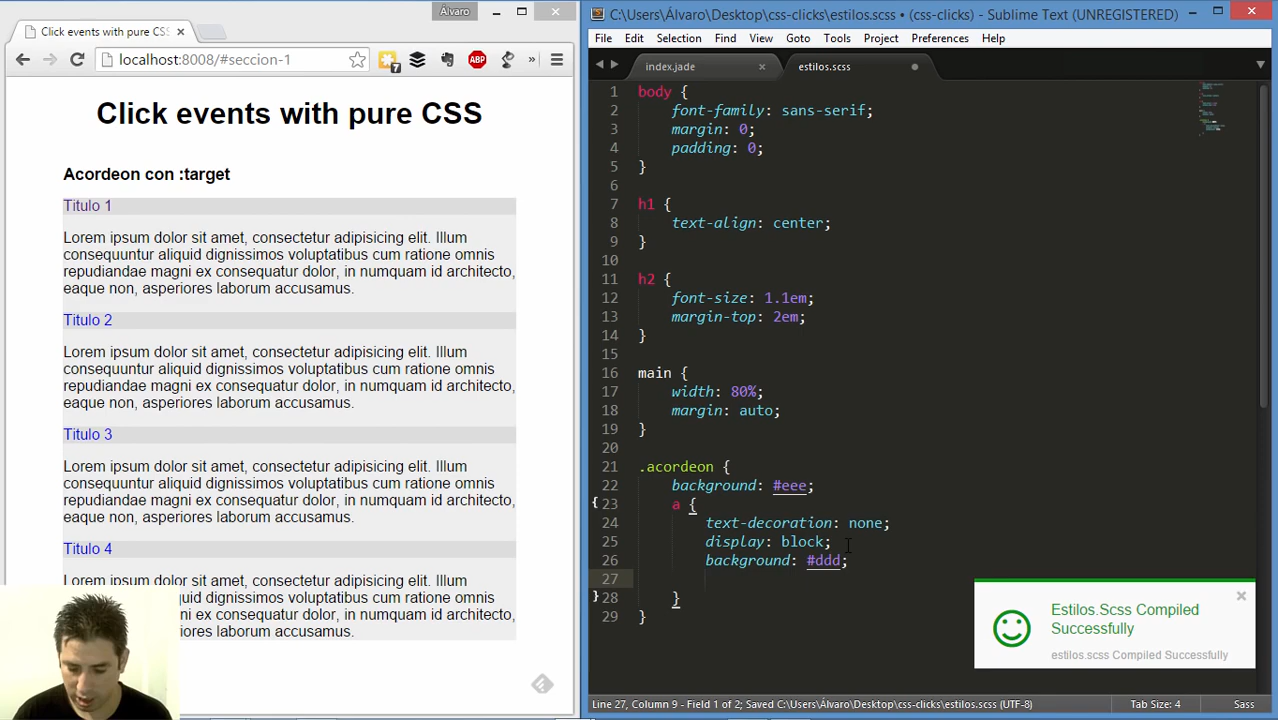 Álvaro
Click events with pure CSS
localhost:8008/#seccion-1
7
ABP
Click events with pure CSS
Acordeon con :target
Titulo 1
Lorem ipsum dolor sit amet, consectetur adipisicing elit. Illum
consequuntur aliquid dignissimos voluptatibus cum ratione omnis
repudiandae magni ex consequatur dolor, in numquam id architecto,
eaque non, asperiores laborum accusamus.
Titulo 2
Lorem ipsum dolor sit amet, consectetur adipisicing elit. Illum
consequuntur aliquid dignissimos voluptatibus cum ratione omnis
repudiandae magni ex consequatur dolor, in numquam id architecto,
eaque non, asperiores laborum accusamus.
Titulo 3
Lorem ipsum dolor sit amet, consectetur adipisicing elit. Illum
consequuntur aliquid dignissimos voluptatibus cum ratione omnis
repudiandae magni ex consequatur dolor, in numquam id architecto,
eaque non, asperiores laborum accusamus.
Titulo 4
dolor sit amet, consectetur adipisicing elit. Illum
aliquid dignissimos voluptatibus cum ratione omnis
magni ex consequatur dolor, in numquam id architecto,
asperiores laborum accusamus.
C:\Users\Álvaro\Desktop\css-clicks\estilos.scss • (css-clicks) - Sublime Text (UNREGISTERED)
File Edit Selection Find View Goto Tools Project Preferences Help
index.jade estilos.scss
1 body {
2 font-family: sans-serif;
3 margin: 0;
4 padding: 0;
5 }
6
7 h1 {
8 text-align: center;
9 }
10
11 h2 {
12 font-size: 1.1em;
13 margin-top: 2em;
14 }
15
16 main {
17 width: 80%;
18 margin: auto;
19 }
20
21 .acordeon {
22 background: #eee;
23 a {
24 text-decoration: none;
25 display: block;
26 background: #ddd;
27
28 }
29 }
Estilos.Scss Compiled
Successfully
estilos.scss Compiled Successfully
Line 27, Column 9 - Field 1 of 2; Saved C:\Users\Álvaro\Desktop\css-clicks\estilos.scss (UTF-8) Tab Size: 4 Sass